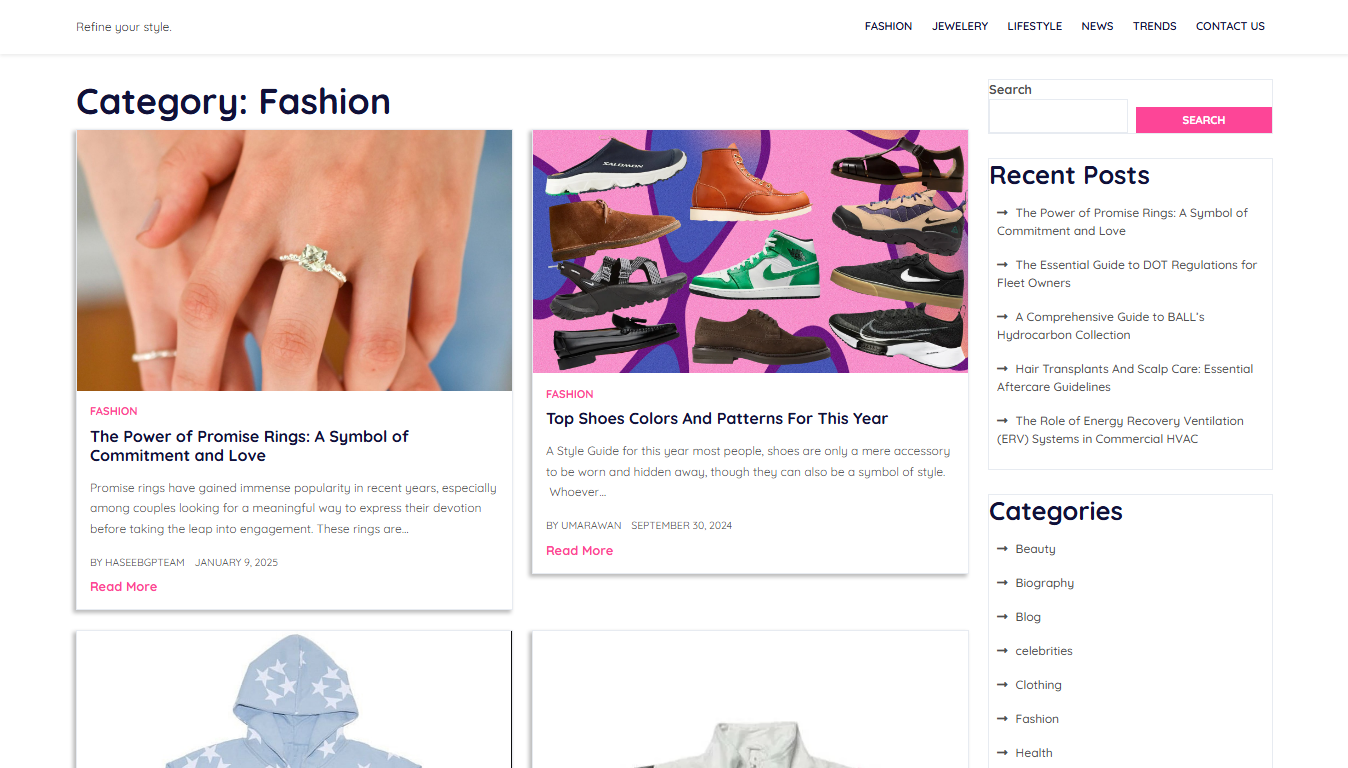 Refine your style.
FASHION JEWELERY LIFESTYLE NEWS TRENDS CONTACT US
Category: Fashion
FASHION
The Power of Promise Rings: A Symbol of
Commitment and Love
Promise rings have gained immense popularity in recent years, especially
among couples looking for a meaningful way to express their devotion
before taking the leap into engagement. These rings are...
BY HASEEBGPTEAM JANUARY 9, 2025
Read More
SALOMON
FASHION
Top Shoes Colors And Patterns For This Year
A Style Guide for this year most people, shoes are only a mere accessory
to be worn and hidden away, though they can also be a symbol of style.
Whoever...
BY UMARAWAN SEPTEMBER 30, 2024
Read More
Search
SEARCH
Recent Posts
The Power of Promise Rings: A Symbol of
Commitment and Love
The Essential Guide to DOT Regulations for
Fleet Owners
A Comprehensive Guide to BALL's
Hydrocarbon Collection
Hair Transplants And Scalp Care: Essential
Aftercare Guidelines
The Role of Energy Recovery Ventilation
(ERV) Systems in Commercial HVAC
Categories
Beauty
Biography
Blog
celebrities
Clothing
Fashion
Health